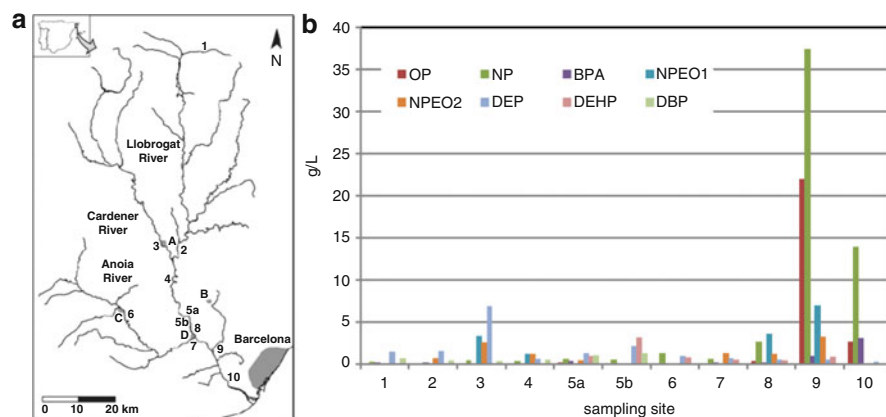 a
1
N
Llobrogat
River
Cardener
River
3
A
2
Anoia
River
4
C
6
B
5a
5b
8
D
7
9
Barcelona
10
0 10 20 km
b
g/L
40
35
30
25
20
15
10
5
0
OP NP BPA NPEO1
NPEO2 DEP DEHP DBP
1 2 3 4 5a 5b 6 7 8 9 10
sampling site